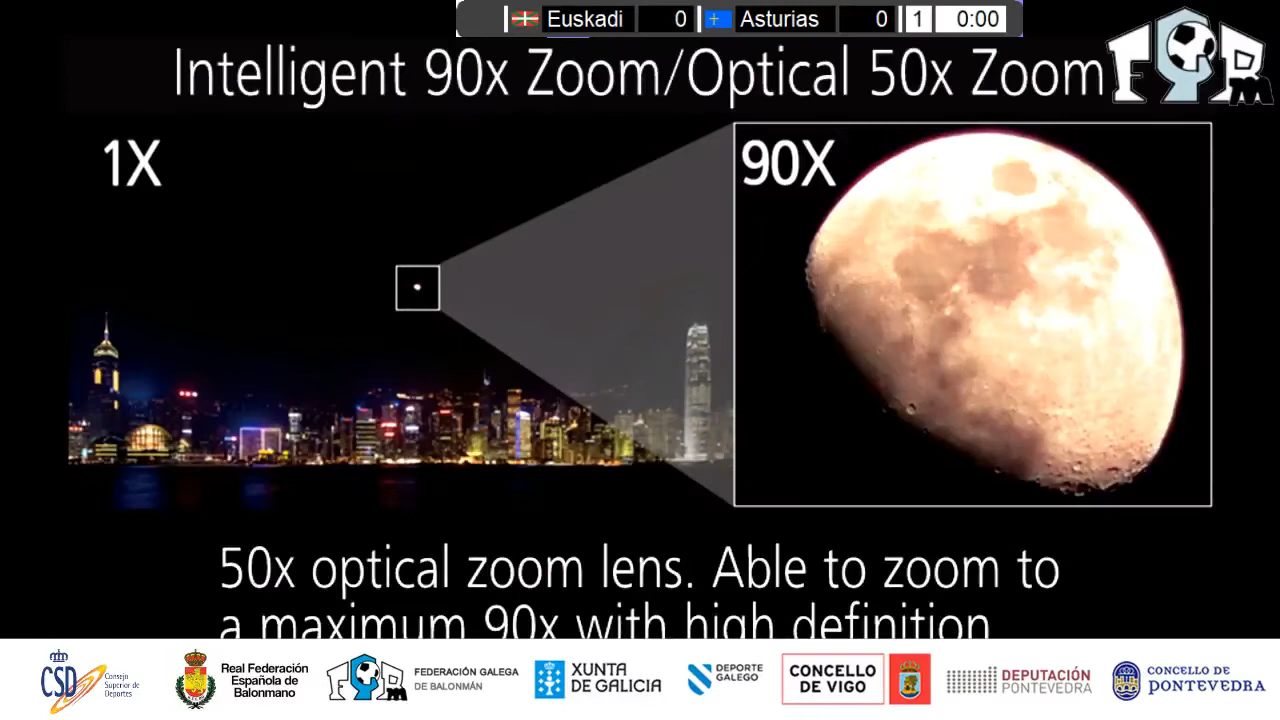 Euskadi 0 Asturias 0 1 0:00
Intelligent 90x Zoom/Optical 50x Zoom
1X
90X
50x optical zoom lens. Able to zoom to
a maximum 90x with high definition
CSD Consejo Superior de Deportes
Real Federación
Española de
Balonmano
FEDERACIÓN GALEGA
DE BALONMÁN
XUNTA
DE GALICIA
DEPORTE
GALEGO
CONCELLO
DE VIGO
DEPUTACIÓN
PONTEVEDRA
CONCELLO DE
PONTEVEDRA